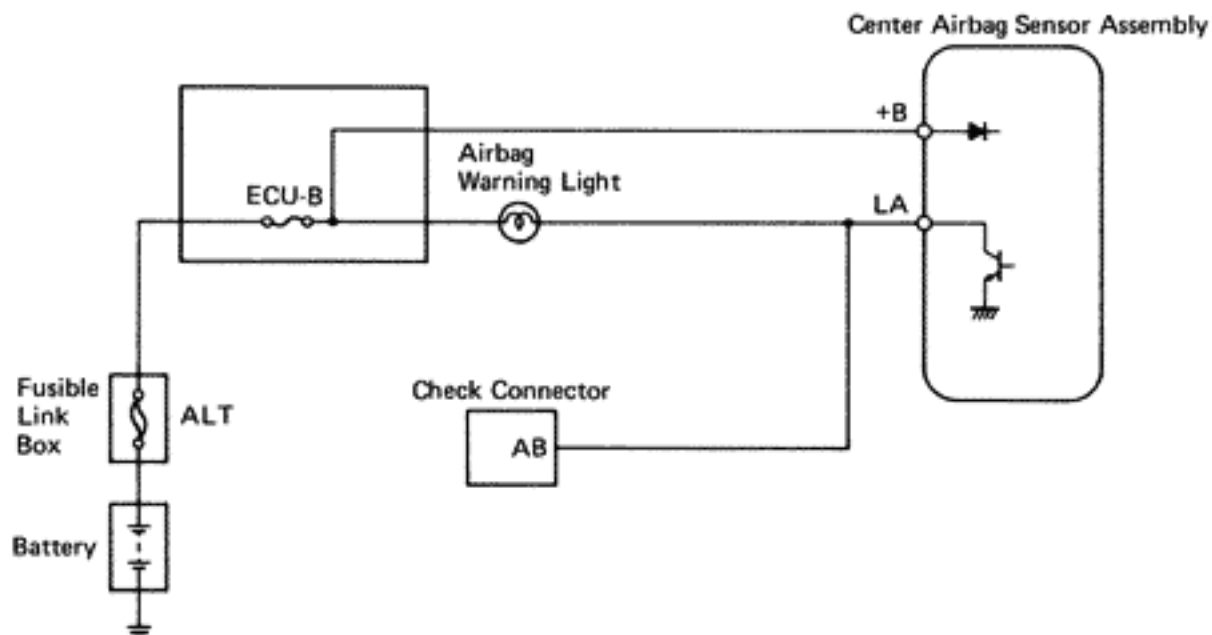 Center Airbag Sensor Assembly
+B
Airbag
Warning Light
ECU-B
LA
Fusible
Link
Box
ALT
Check Connector
AB
Battery